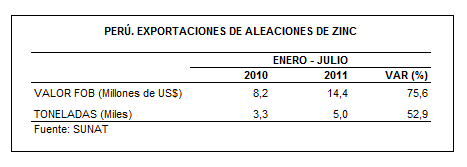 PERÚ. EXPORTACIONES DE ALEACIONES DE ZINC
ENERO - JULIO
2010 2011 VAR (%)
VALOR FOB (Millones de US$) 8,2 14,4 75,6
TONELADAS (Miles) 3,3 5,0 52,9
Fuente: SUNAT